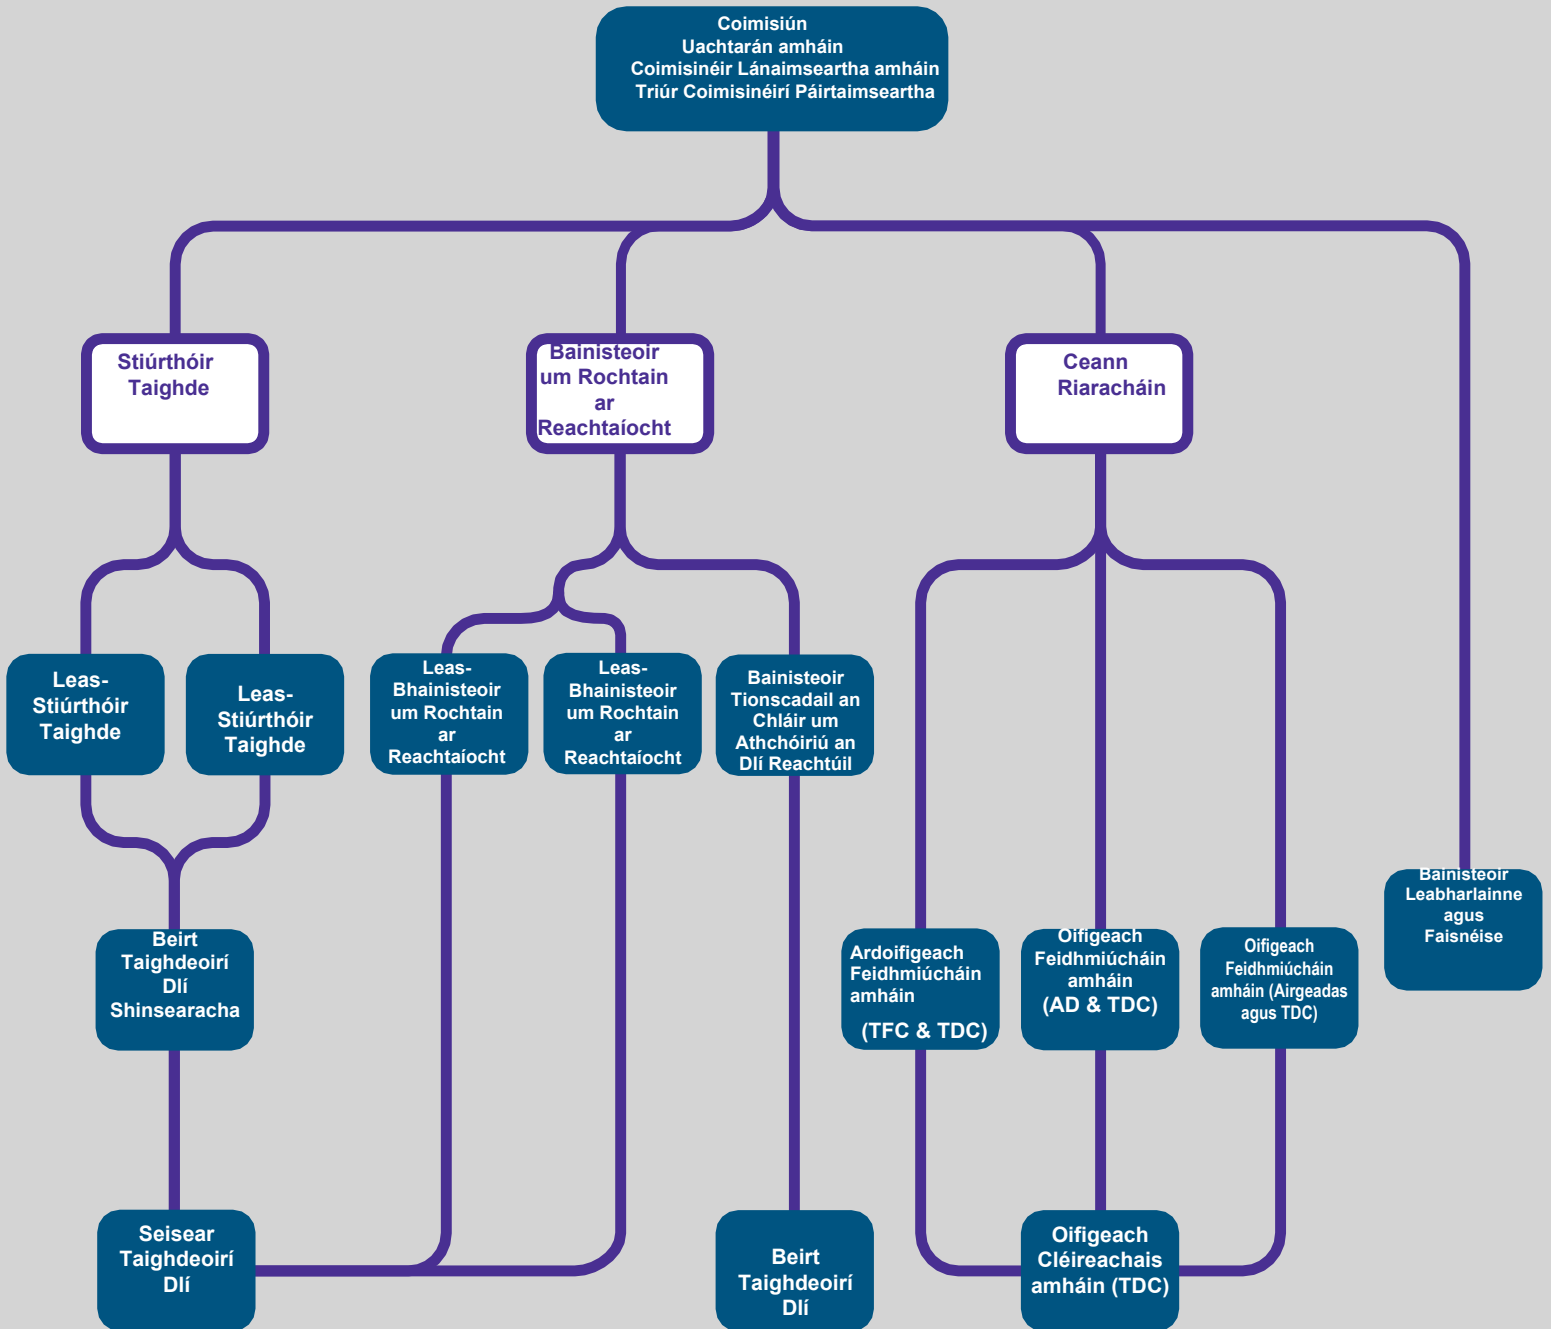 Coimisiún
Uachtarán amháin
Coimisinéir Lánaimseartha amháin
Triúr Coimisinéirí Páirtaimseartha
Stiúrthóir
Taighde
Bainisteoir
um Rochtain
ar
Reachtaíocht
Ceann
Riaracháin
Leas-
Stiúrthóir
Taighde
Leas-
Stiúrthóir
Taighde
Leas-
Bhainisteoir
um Rochtain
ar
Reachtaíocht
Leas-
Bhainisteoir
um Rochtain
ar
Reachtaíocht
Bainisteoir
Tionscadail an
Chláir um
Athchóiriú an
Dlí Reachtúil
Bainisteoir
Leabharlainne
agus
Faisnéise
Beirt
Taighdeoirí
Dlí
Shinsearacha
Ardoifigeach
Feidhmiúcháin
amháin
(TFC & TDC)
Oifigeach
Feidhmiúcháin
amháin
(AD & TDC)
Oifigeach
Feidhmiúcháin
amháin (Airgeadas
agus TDC)
Seisear
Taighdeoirí
Dlí
Beirt
Taighdeoirí
Dlí
Oifigeach
Cléireachais
amháin (TDC)